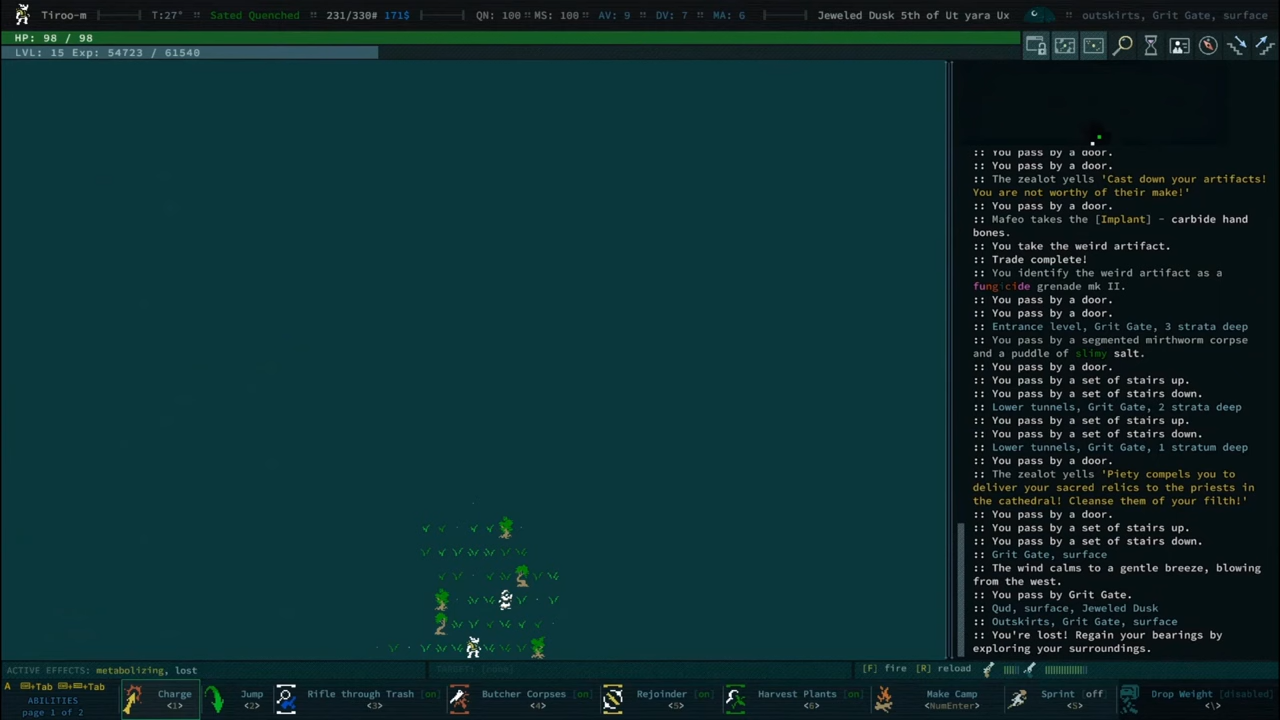 Tiroo-m T:27° :: Sated Quenched :: 231/330# 171$ QN: 100 :: MS: 100 AV: 9 DV: 7 MA: 6 Jeweled Dusk 5th of Ut yara Ux :: outskirts, Grit Gate, surface
HP: 98 / 98
LVL: 15 Exp: 54723 / 61540
:: You pass by a door.
:: You pass by a door.
:: The zealot yells 'Cast down your artifacts!
You are not worthy of their make!'
:: You pass by a door.
:: Mafeo takes the [Implant] - carbide hand
bones.
:: You take the weird artifact.
:: Trade complete!
:: You identify the weird artifact as a
fungicide grenade mk II.
:: You pass by a door.
:: You pass by a door.
:: Entrance level, Grit Gate, 3 strata deep
:: You pass by a segmented mirthworm corpse
and a puddle of slimy salt.
:: You pass by a door.
:: You pass by a set of stairs up.
:: You pass by a set of stairs down.
:: Lower tunnels, Grit Gate, 2 strata deep
:: You pass by a set of stairs up.
:: You pass by a set of stairs down.
:: Lower tunnels, Grit Gate, 1 stratum deep
:: You pass by a door.
:: The zealot yells 'Piety compels you to
deliver your sacred relics to the priests in
the cathedral! Cleanse them of your filth!'
:: You pass by a door.
:: You pass by a set of stairs up.
:: You pass by a set of stairs down.
:: Grit Gate, surface
:: The wind calms to a gentle breeze, blowing
from the west.
:: You pass by Grit Gate.
:: Qud, surface, Jeweled Dusk
:: Outskirts, Grit Gate, surface
:: You're lost! Regain your bearings by
exploring your surroundings.
ACTIVE EFFECTS: metabolizing, lost TARGET: [none] [F] fire [R] reload
A +Tab +Tab
ABILITIES
page 1 of 2
Charge <1>
Jump <2>
Rifle through Trash [on] <3>
Butcher Corpses [on] <4>
Rejoinder [on] <5>
Harvest Plants [on] <6>
Make Camp <NumEnter>
Sprint [off] <0>
Drop Weight [disabled] <\>